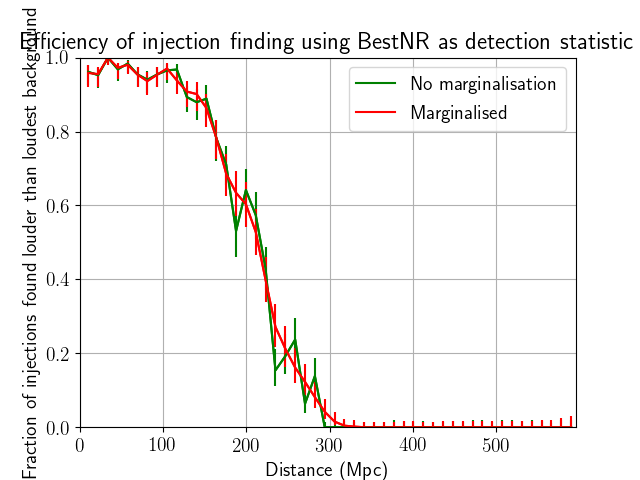 Efficiency of injection finding using BestNR as detection statistic
Fraction of injections found louder than loudest background
1.0
0.8
0.6
0.4
0.2
0.0
No marginalisation
Marginalised
0 100 200 300 400 500
Distance (Mpc)